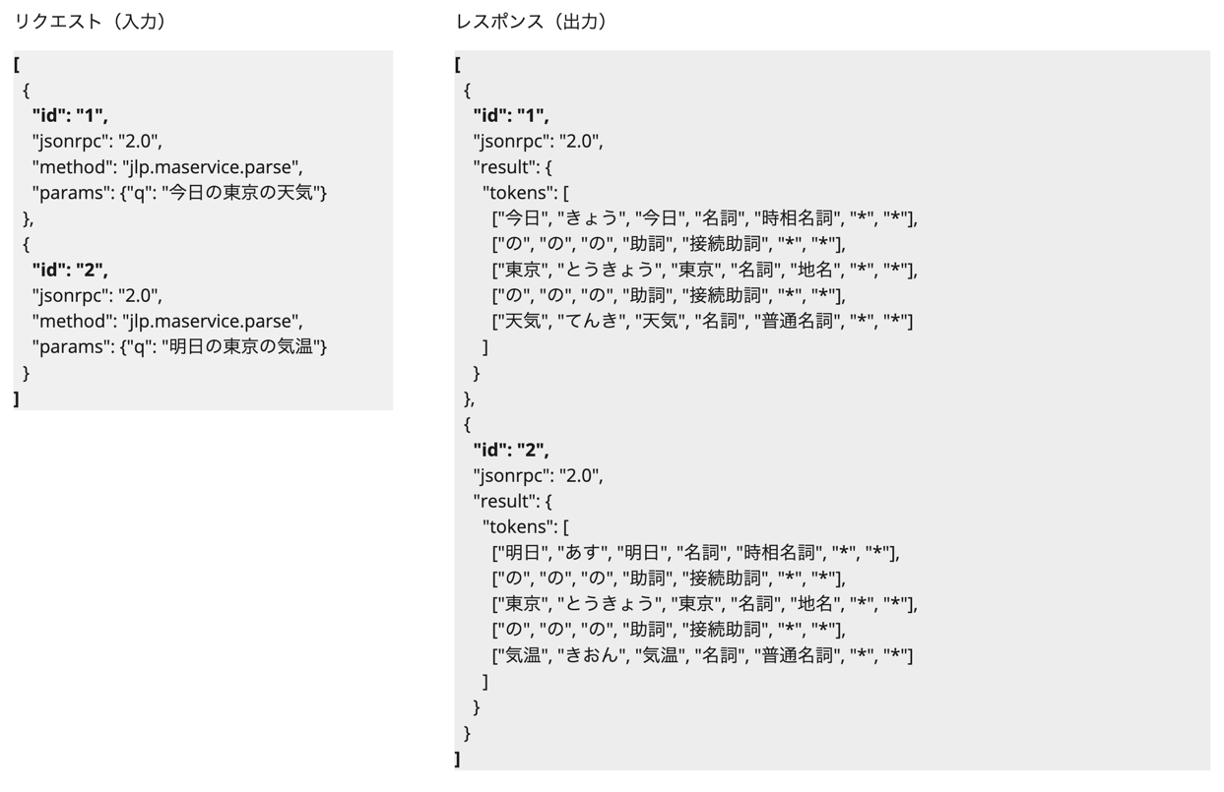 リクエスト（入力）
[
  {
    "id": "1",
    "jsonrpc": "2.0",
    "method": "jlp.maservice.parse",
    "params": {"q": "今日の東京の天気"}
  },
  {
    "id": "2",
    "jsonrpc": "2.0",
    "method": "jlp.maservice.parse",
    "params": {"q": "明日の東京の気温"}
  }
]
レスポンス（出力）
[
  {
    "id": "1",
    "jsonrpc": "2.0",
    "result": {
      "tokens": [
        ["今日", "きょう", "今日", "名詞", "時相名詞", "*", "*"],
        ["の", "の", "の", "助詞", "接続助詞", "*", "*"],
        ["東京", "とうきょう", "東京", "名詞", "地名", "*", "*"],
        ["の", "の", "の", "助詞", "接続助詞", "*", "*"],
        ["天気", "てんき", "天気", "名詞", "普通名詞", "*", "*"]
      ]
    }
  },
  {
    "id": "2",
    "jsonrpc": "2.0",
    "result": {
      "tokens": [
        ["明日", "あす", "明日", "名詞", "時相名詞", "*", "*"],
        ["の", "の", "の", "助詞", "接続助詞", "*", "*"],
        ["東京", "とうきょう", "東京", "名詞", "地名", "*", "*"],
        ["の", "の", "の", "助詞", "接続助詞", "*", "*"],
        ["気温", "きおん", "気温", "名詞", "普通名詞", "*", "*"]
      ]
    }
  }
]